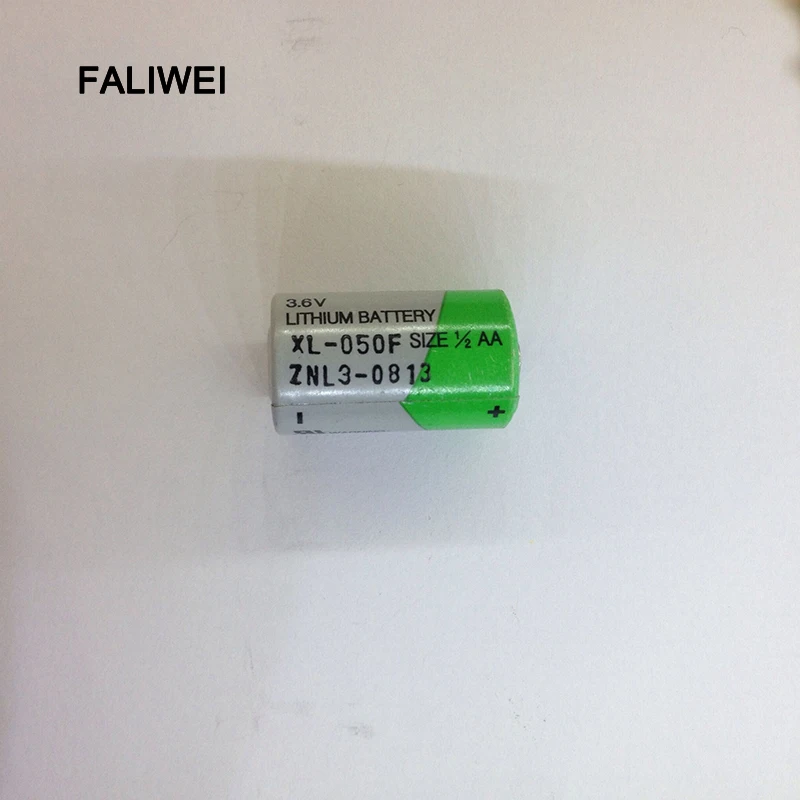 FALIWEI
3.6V
LITHIUM BATTERY
XL-050F SIZE ½ AA
ZNL3-0813
- +